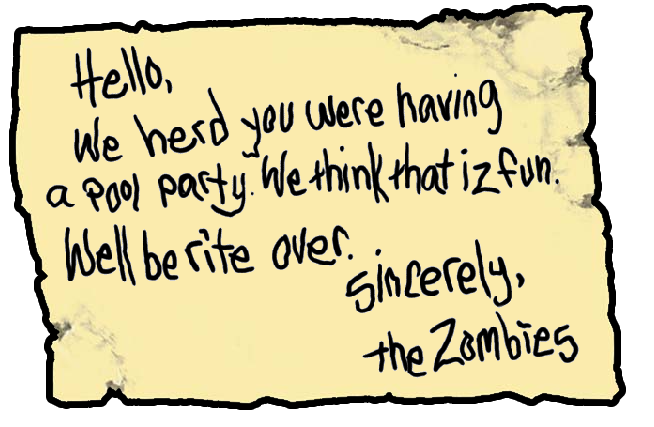 Hello,
We herd you were having
a pool party. We think that iz fun.
Well be rite over.
Sincerely,
the Zombies